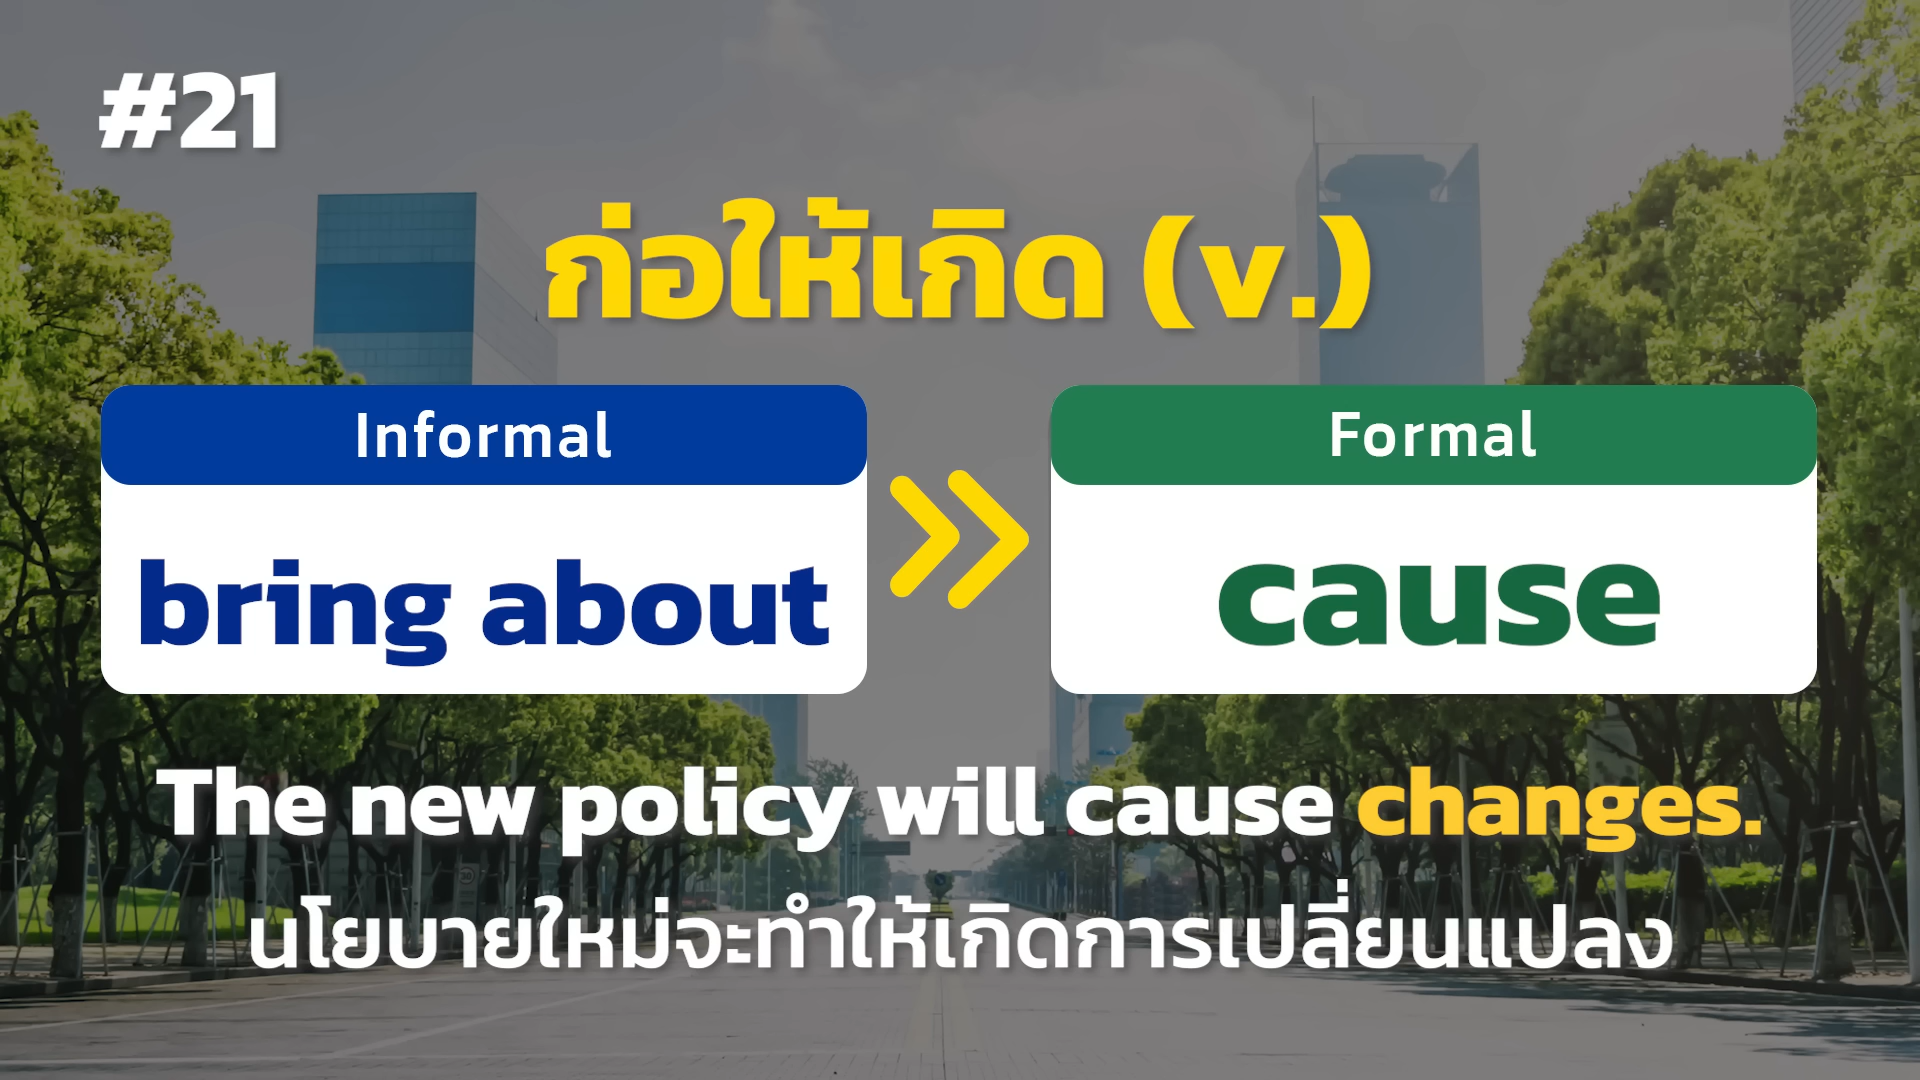 #21
ก่อให้เกิด (v.)
Informal
bring about
Formal
cause
The new policy will cause changes.
นโยบายใหม่จะทำให้เกิดการเปลี่ยนแปลง